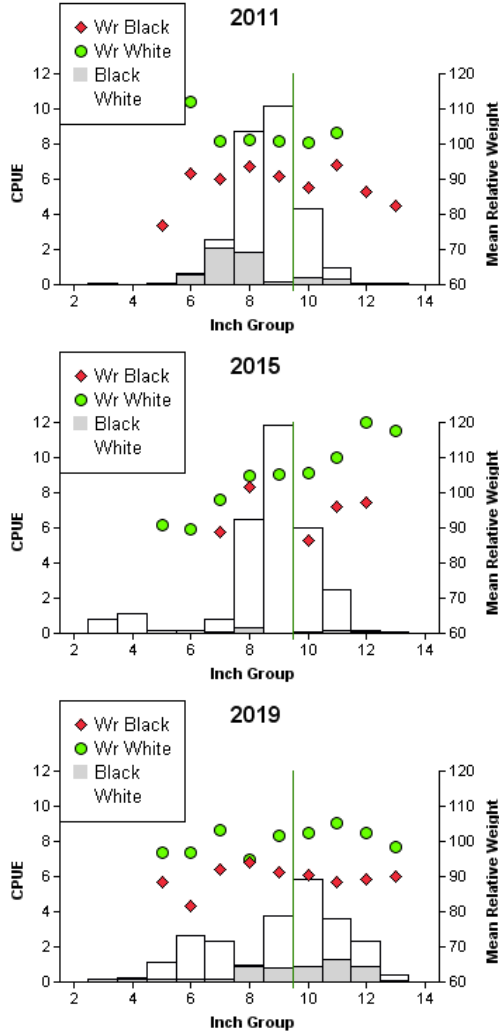 2011
Wr Black
Wr White
Black
White
12 120
10 110
8 100
6 90
4 80
2 70
0 60
2 4 6 8 10 12 14
CPUE
Mean Relative Weight
Inch Group
2015
Wr Black
Wr White
Black
White
12 120
10 110
8 100
6 90
4 80
2 70
0 60
2 4 6 8 10 12 14
CPUE
Mean Relative Weight
Inch Group
2019
Wr Black
Wr White
Black
White
12 120
10 110
8 100
6 90
4 80
2 70
0 60
2 4 6 8 10 12 14
CPUE
Mean Relative Weight
Inch Group